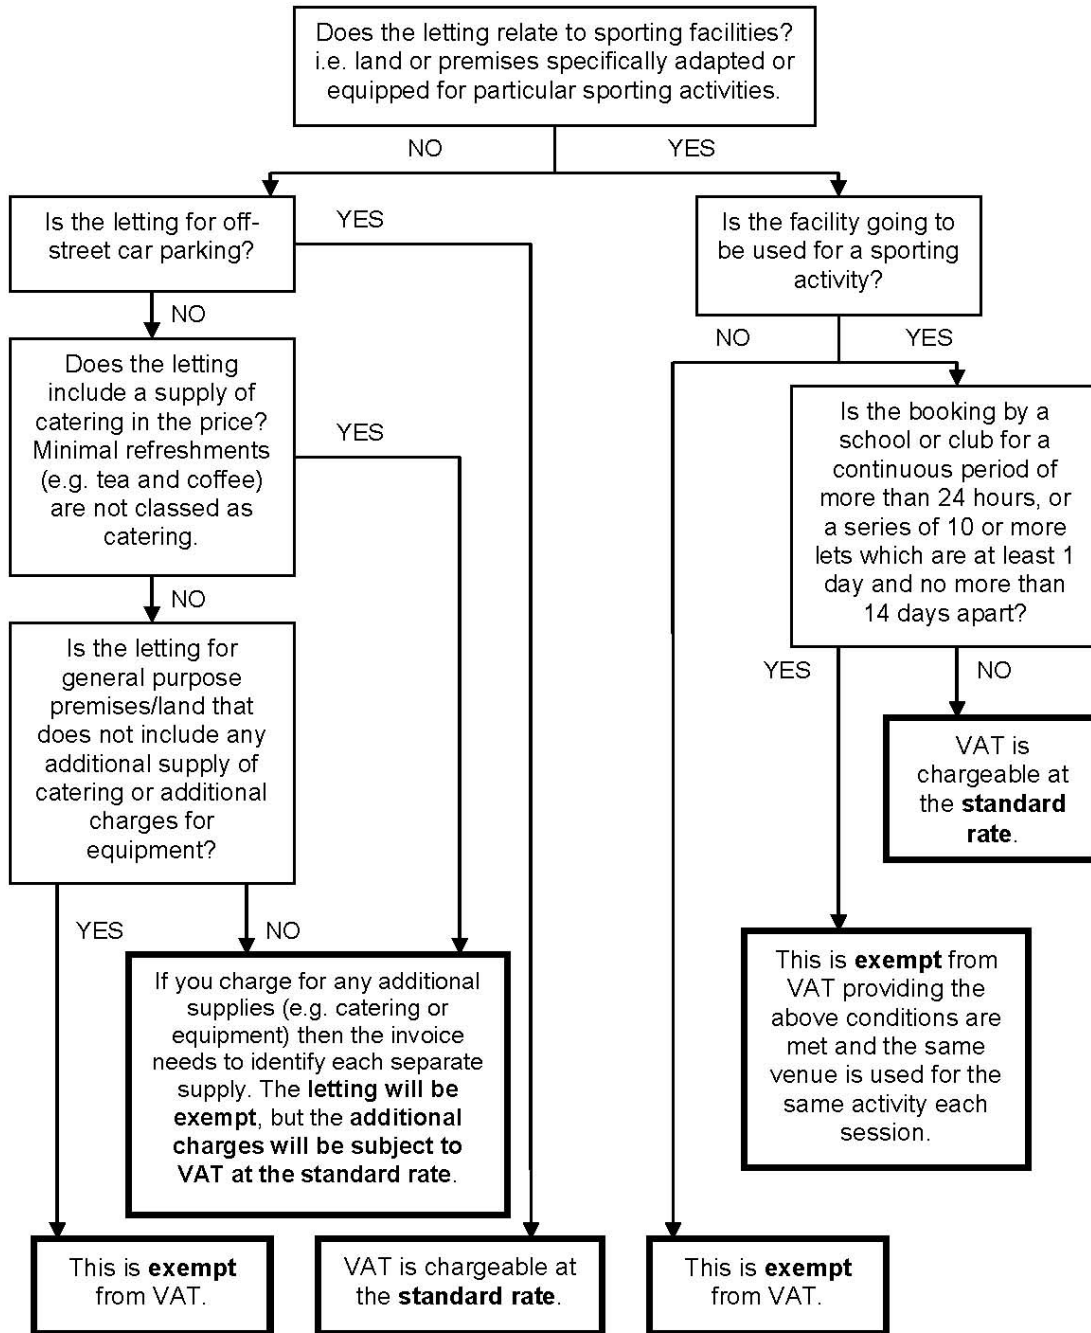 Does the letting relate to sporting facilities?
i.e. land or premises specifically adapted or
equipped for particular sporting activities.
NO
YES
Is the letting for off-
street car parking?
YES
Is the facility going to
be used for a sporting
activity?
NO
NO
YES
Does the letting
include a supply of
catering in the price?
Minimal refreshments
(e.g. tea and coffee)
are not classed as
catering.
YES
Is the booking by a
school or club for a
continuous period of
more than 24 hours, or
a series of 10 or more
lets which are at least 1
day and no more than
14 days apart?
NO
Is the letting for
general purpose
premises/land that
does not include any
additional supply of
catering or additional
charges for
equipment?
YES
NO
VAT is
chargeable at
the standard
rate.
YES
NO
If you charge for any additional
supplies (e.g. catering or
equipment) then the invoice
needs to identify each separate
supply. The letting will be
exempt, but the additional
charges will be subject to
VAT at the standard rate.
This is exempt from
VAT providing the
above conditions are
met and the same
venue is used for the
same activity each
session.
This is exempt
from VAT.
VAT is chargeable at
the standard rate.
This is exempt
from VAT.